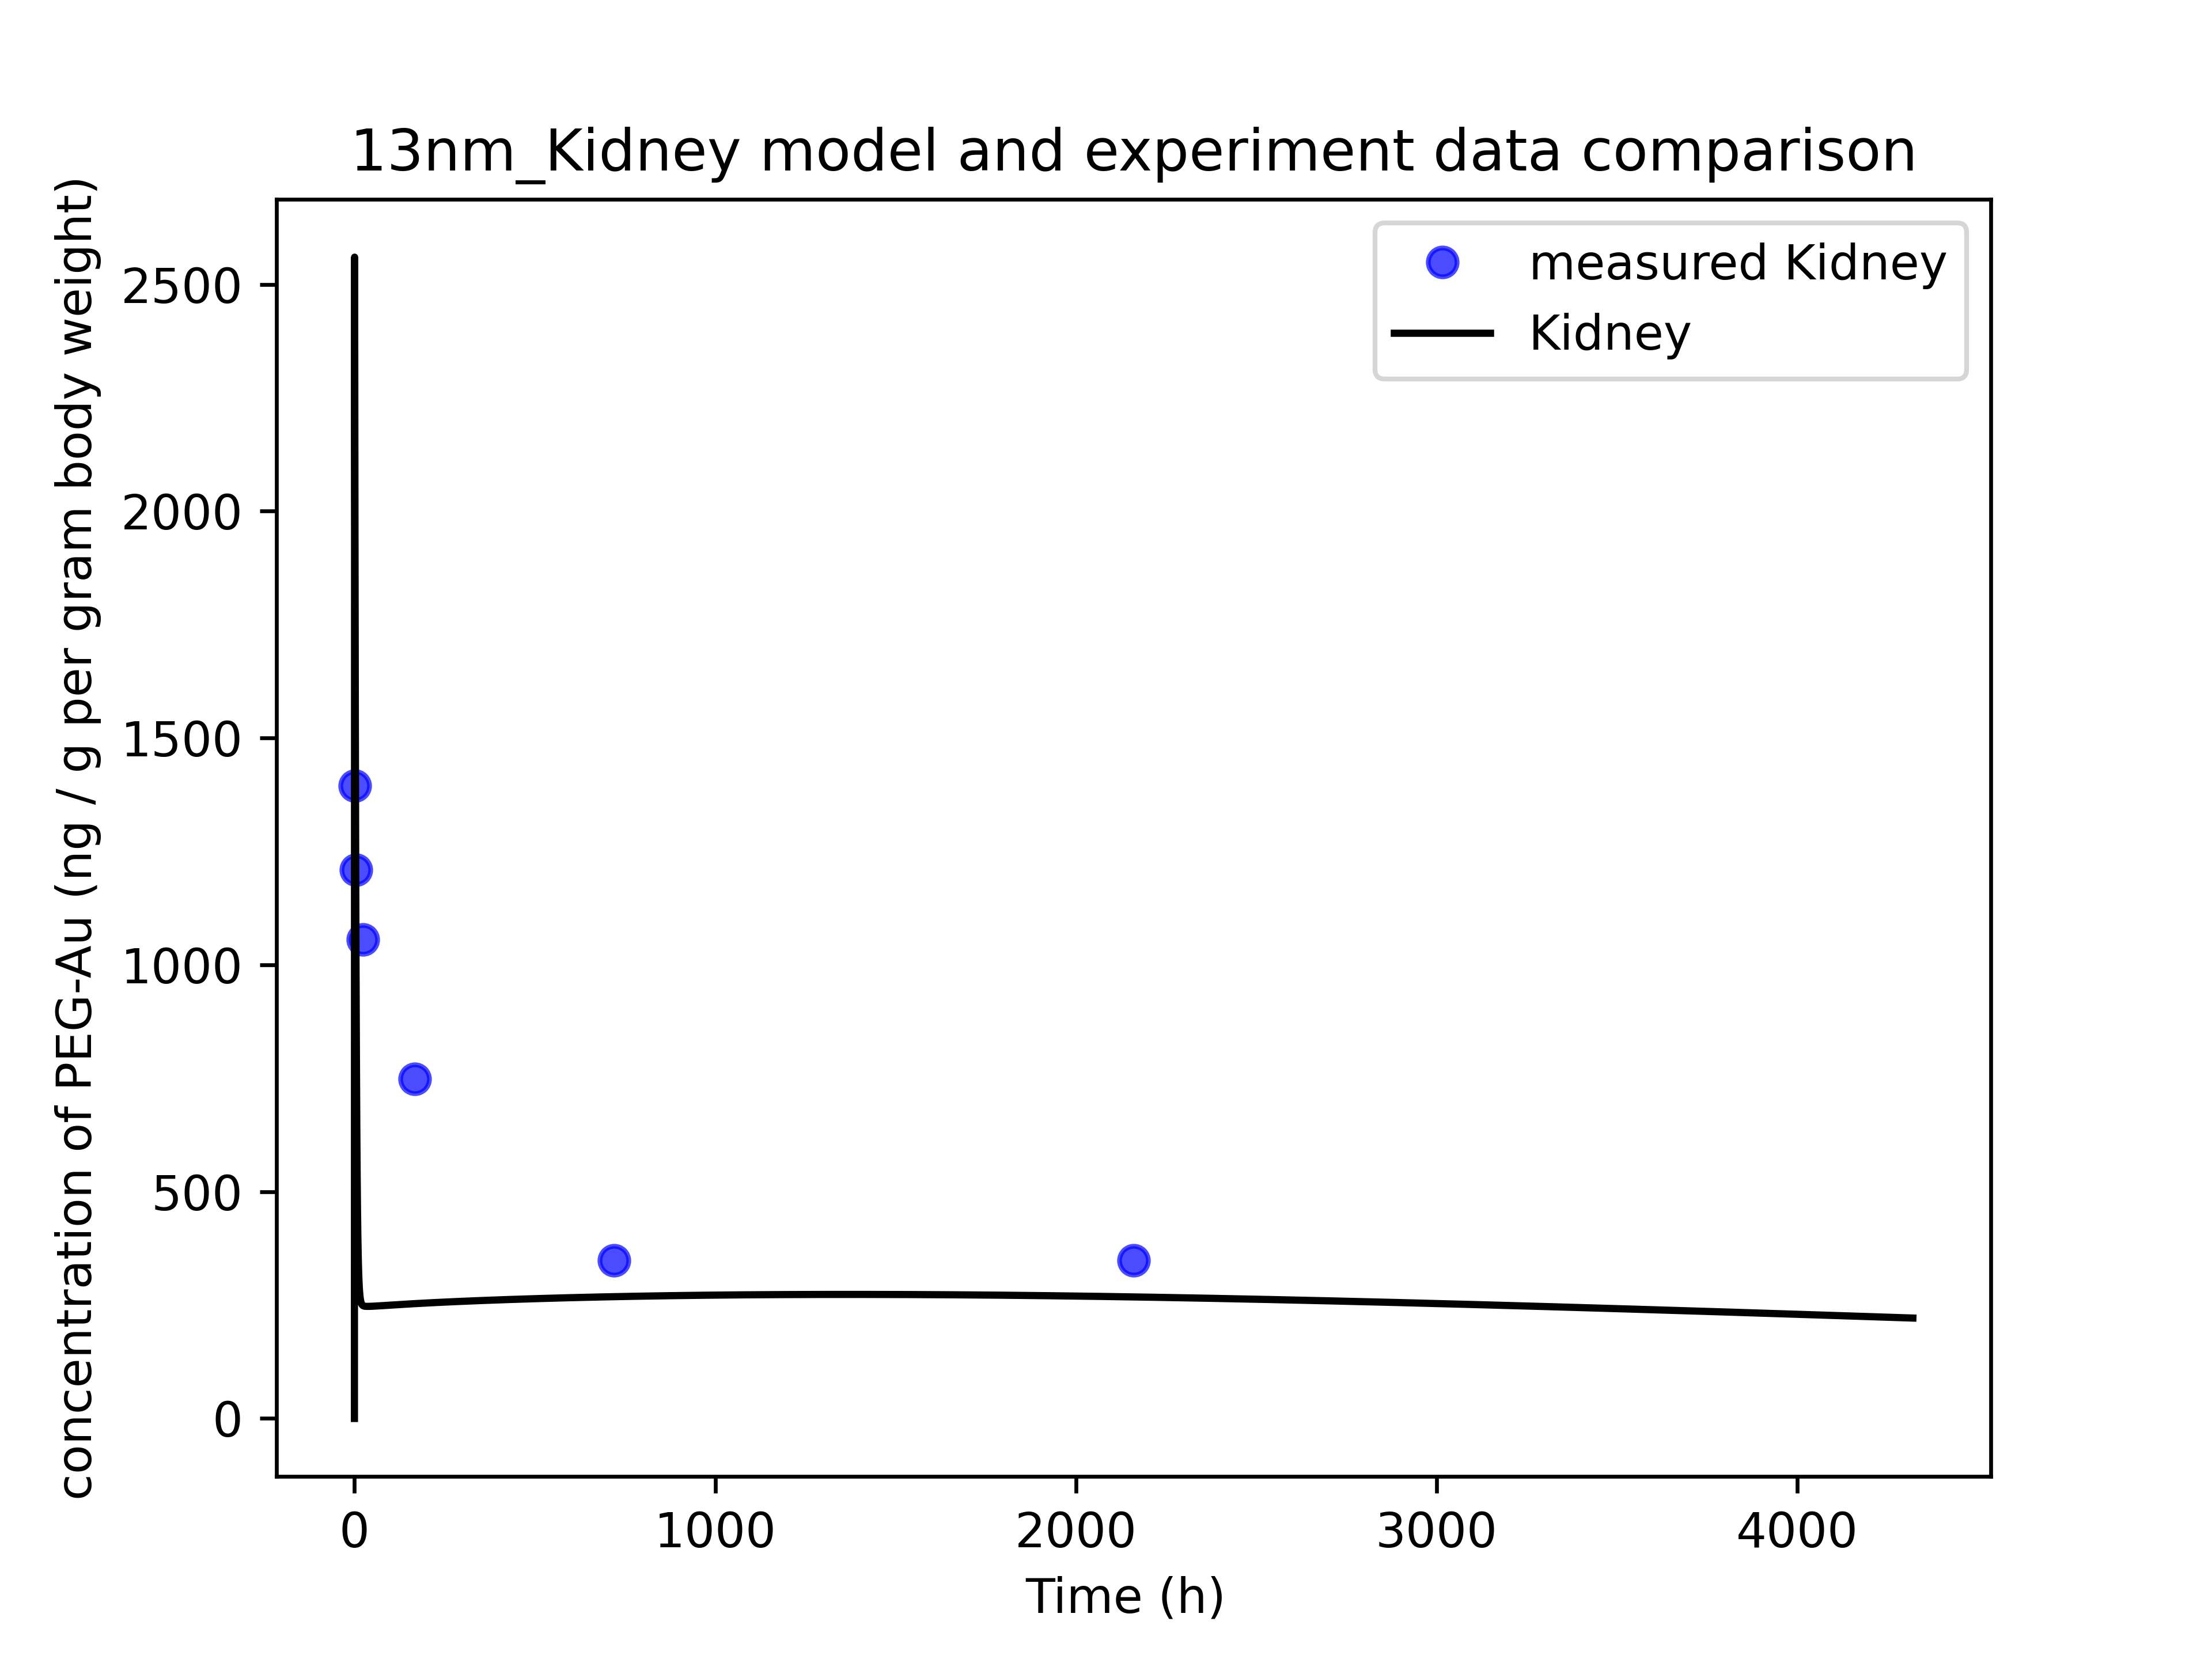 13nm_Kidney model and experiment data comparison
concentration of PEG-Au (ng / g per gram body weight)
2500
2000
1500
1000
500
0
measured Kidney
Kidney
0 1000 2000 3000 4000
Time (h)